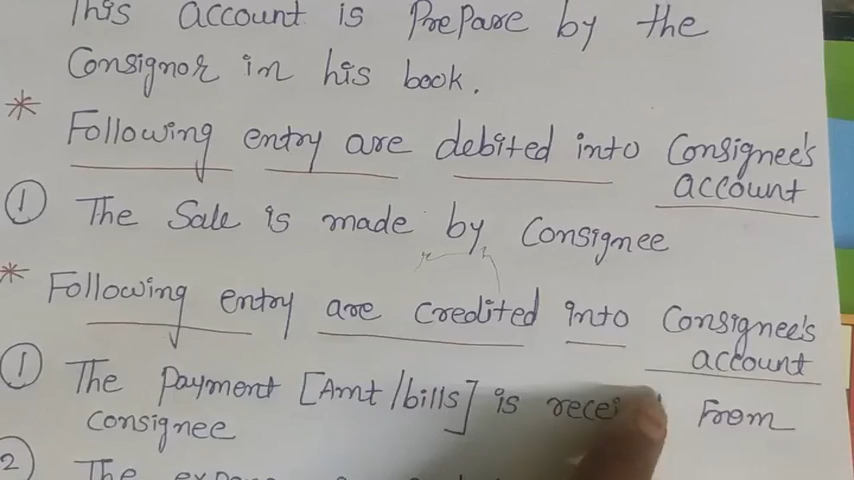 This account is Prepare by the
Consignor in his book.
* Following entry are debited into Consignee's
account
① The Sale is made by Consignee
* Following entry are credited into Consignee's
account
① The Payment [Amt/bills] is From
consignee
2 The